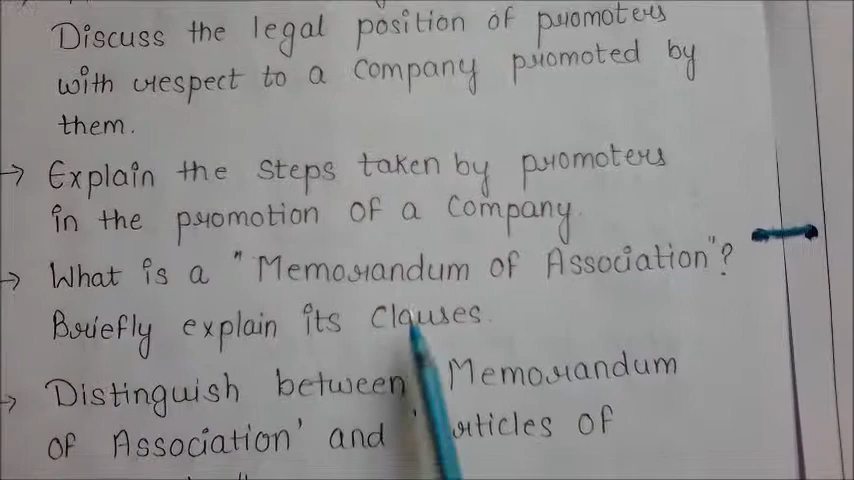 Discuss the legal position of promoters
with respect to a Company promoted by
them.
→ Explain the steps taken by promoters
in the promotion of a Company.
→ What is a "Memorandum of Association"?
Briefly explain its Clauses.
→ Distinguish between Memorandum
of Association' and ' of